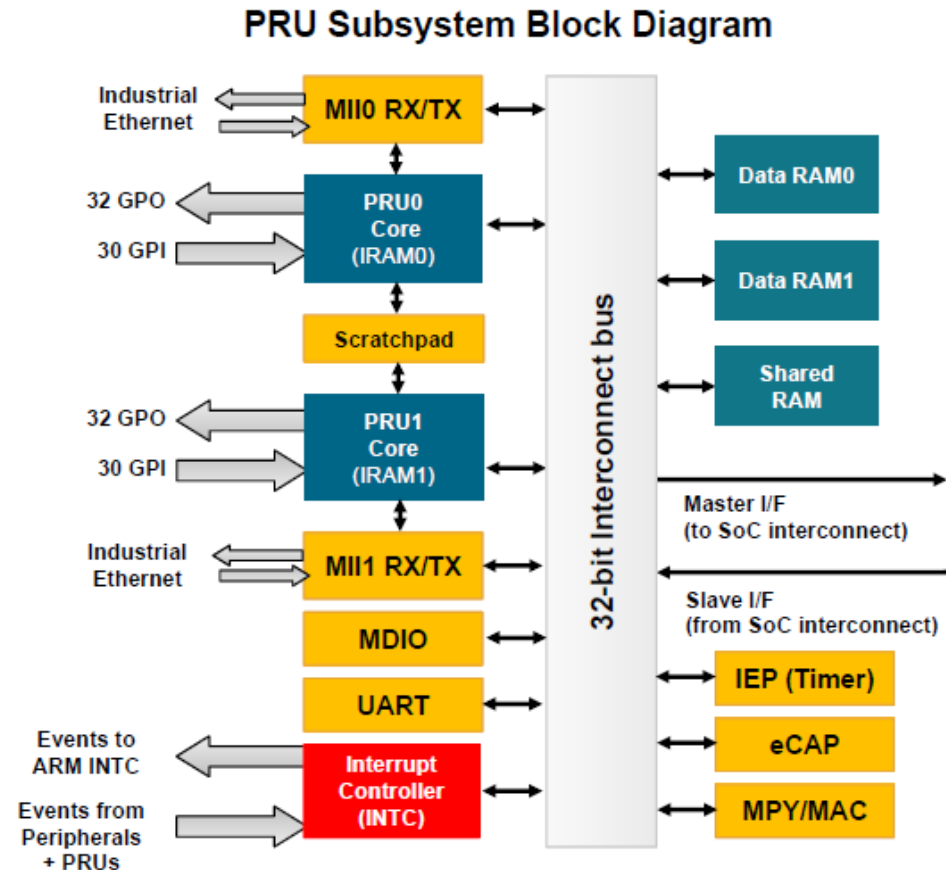 PRU Subsystem Block Diagram
Industrial
Ethernet
MII0 RX/TX
32 GPO
30 GPI
PRU0
Core
(IRAM0)
Scratchpad
32 GPO
30 GPI
PRU1
Core
(IRAM1)
Industrial
Ethernet
MII1 RX/TX
MDIO
UART
Events to
ARM INTC
Events from
Peripherals
+ PRUs
Interrupt
Controller
(INTC)
32-bit Interconnect bus
Data RAM0
Data RAM1
Shared
RAM
Master I/F
(to SoC interconnect)
Slave I/F
(from SoC interconnect)
IEP (Timer)
eCAP
MPY/MAC